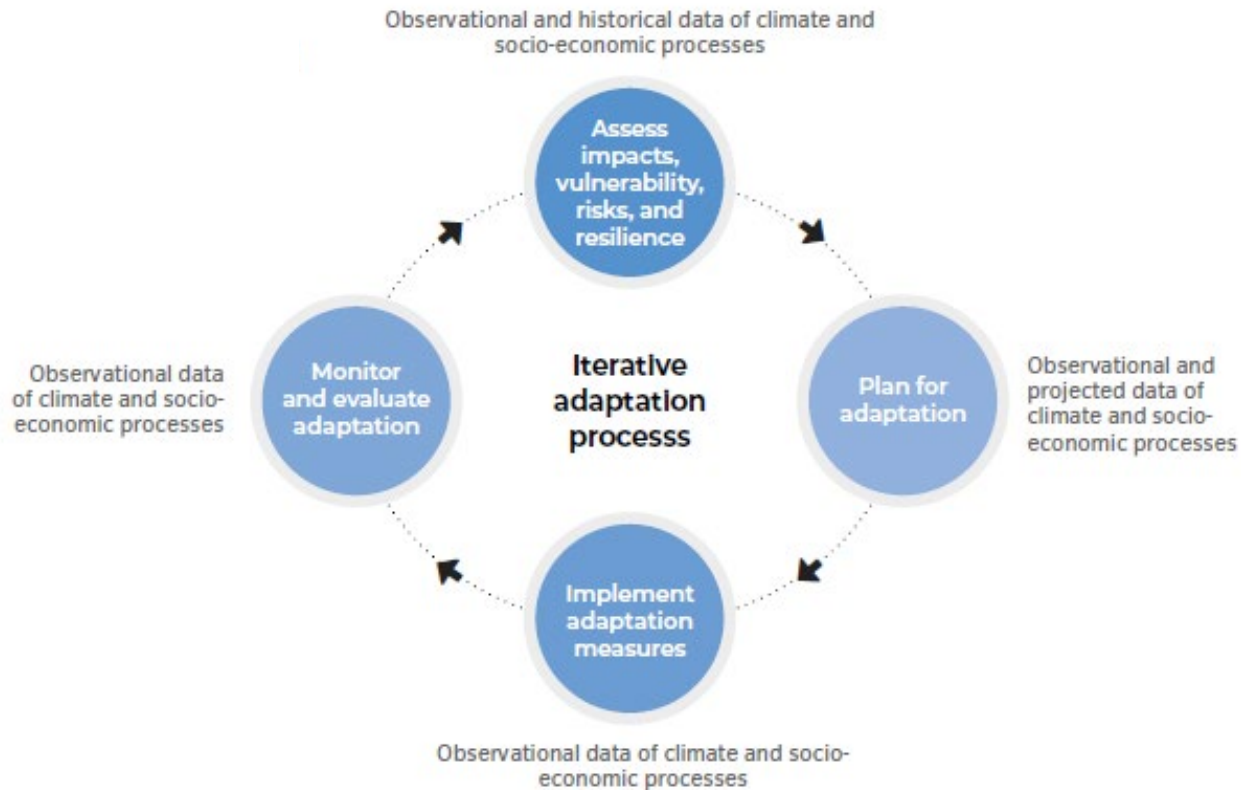 Observational and historical data of climate and
socio-economic processes
Assess
impacts,
vulnerability,
risks, and
resilience
Plan for
adaptation
Observational and
projected data of
climate and socio-
economic processes
Implement
adaptation
measures
Observational data of climate and socio-
economic processes
Monitor
and evaluate
adaptation
Observational data
of climate and socio-
economic processes
Iterative
adaptation
processs